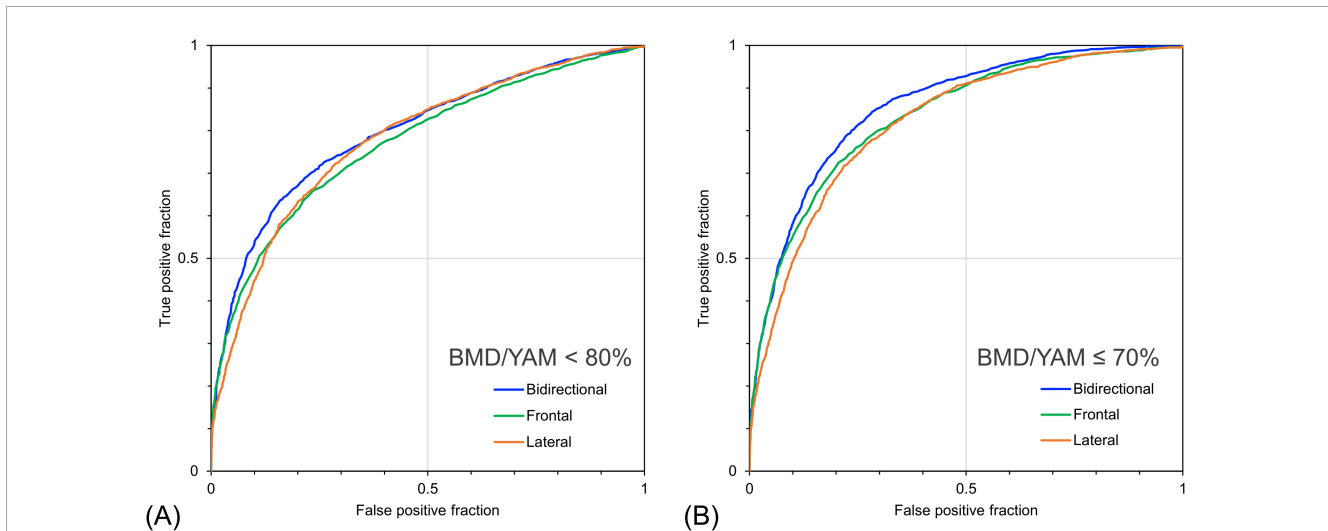 1
True positive fraction
0.5
BMD/YAM < 80%
Bidirectional
Frontal
Lateral
0
0
0.5
1
False positive fraction
(A)
1
True positive fraction
0.5
BMD/YAM ≤ 70%
Bidirectional
Frontal
Lateral
0
0
0.5
1
False positive fraction
(B)